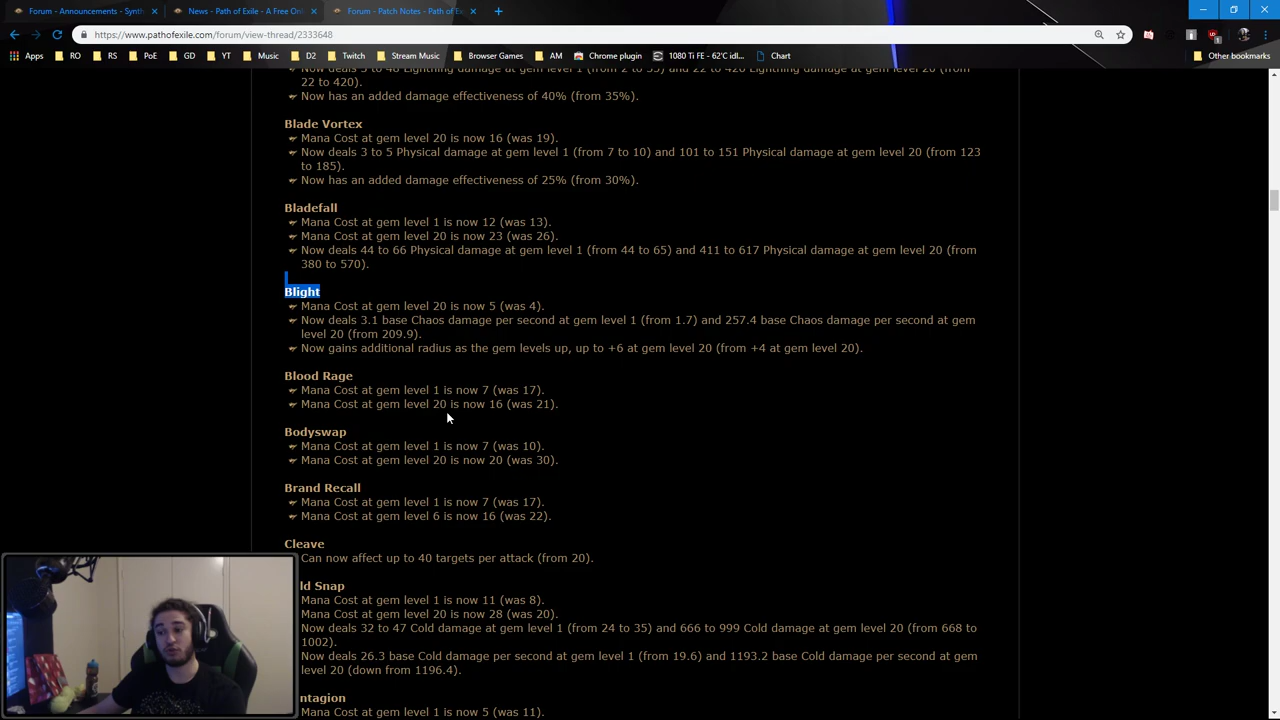 Forum - Announcements - Synth
News - Path of Exile - A Free Onl
Forum - Patch Notes - Path of Ex
https://www.pathofexile.com/forum/view-thread/2333648
Apps RO RS PoE GD YT Music D2 Twitch Stream Music Browser Games AM Chrome plugin 1080 Ti FE - 62°C idl... Chart Other bookmarks
22 to 420).
Now has an added damage effectiveness of 40% (from 35%).
Blade Vortex
Mana Cost at gem level 20 is now 16 (was 19).
Now deals 3 to 5 Physical damage at gem level 1 (from 7 to 10) and 101 to 151 Physical damage at gem level 20 (from 123
to 185).
Now has an added damage effectiveness of 25% (from 30%).
Bladefall
Mana Cost at gem level 1 is now 12 (was 13).
Mana Cost at gem level 20 is now 23 (was 26).
Now deals 44 to 66 Physical damage at gem level 1 (from 44 to 65) and 411 to 617 Physical damage at gem level 20 (from
380 to 570).
Blight
Mana Cost at gem level 20 is now 5 (was 4).
Now deals 3.1 base Chaos damage per second at gem level 1 (from 1.7) and 257.4 base Chaos damage per second at gem
level 20 (from 209.9).
Now gains additional radius as the gem levels up, up to +6 at gem level 20 (from +4 at gem level 20).
Blood Rage
Mana Cost at gem level 1 is now 7 (was 17).
Mana Cost at gem level 20 is now 16 (was 21).
Bodyswap
Mana Cost at gem level 1 is now 7 (was 10).
Mana Cost at gem level 20 is now 20 (was 30).
Brand Recall
Mana Cost at gem level 1 is now 7 (was 17).
Mana Cost at gem level 6 is now 16 (was 22).
Cleave
Can now affect up to 40 targets per attack (from 20).
ld Snap
Mana Cost at gem level 1 is now 11 (was 8).
Mana Cost at gem level 20 is now 28 (was 20).
Now deals 32 to 47 Cold damage at gem level 1 (from 24 to 35) and 666 to 999 Cold damage at gem level 20 (from 668 to
1002).
Now deals 26.3 base Cold damage per second at gem level 1 (from 19.6) and 1193.2 base Cold damage per second at gem
level 20 (down from 1196.4).
ntagion
Mana Cost at gem level 1 is now 5 (was 11).